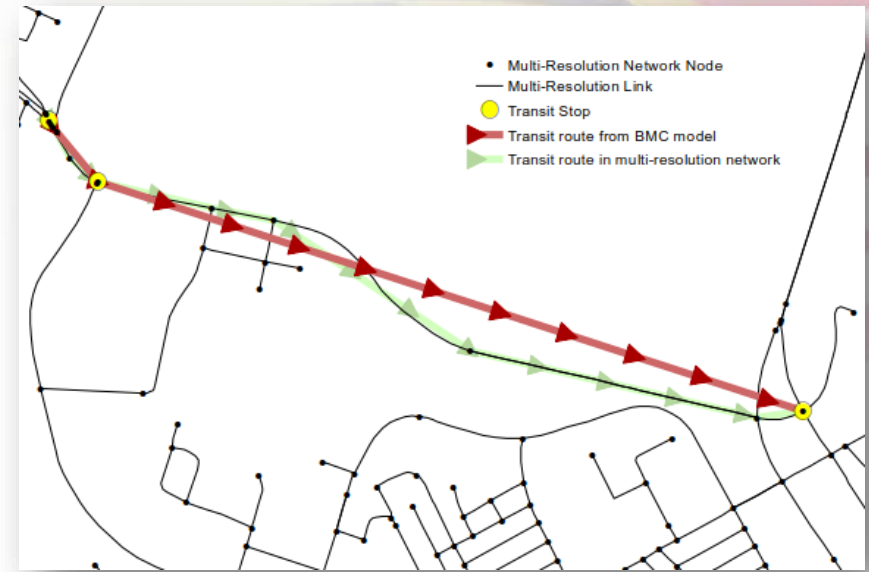 Multi-Resolution Network Node
Multi-Resolution Link
Transit Stop
Transit route from BMC model
Transit route in multi-resolution network